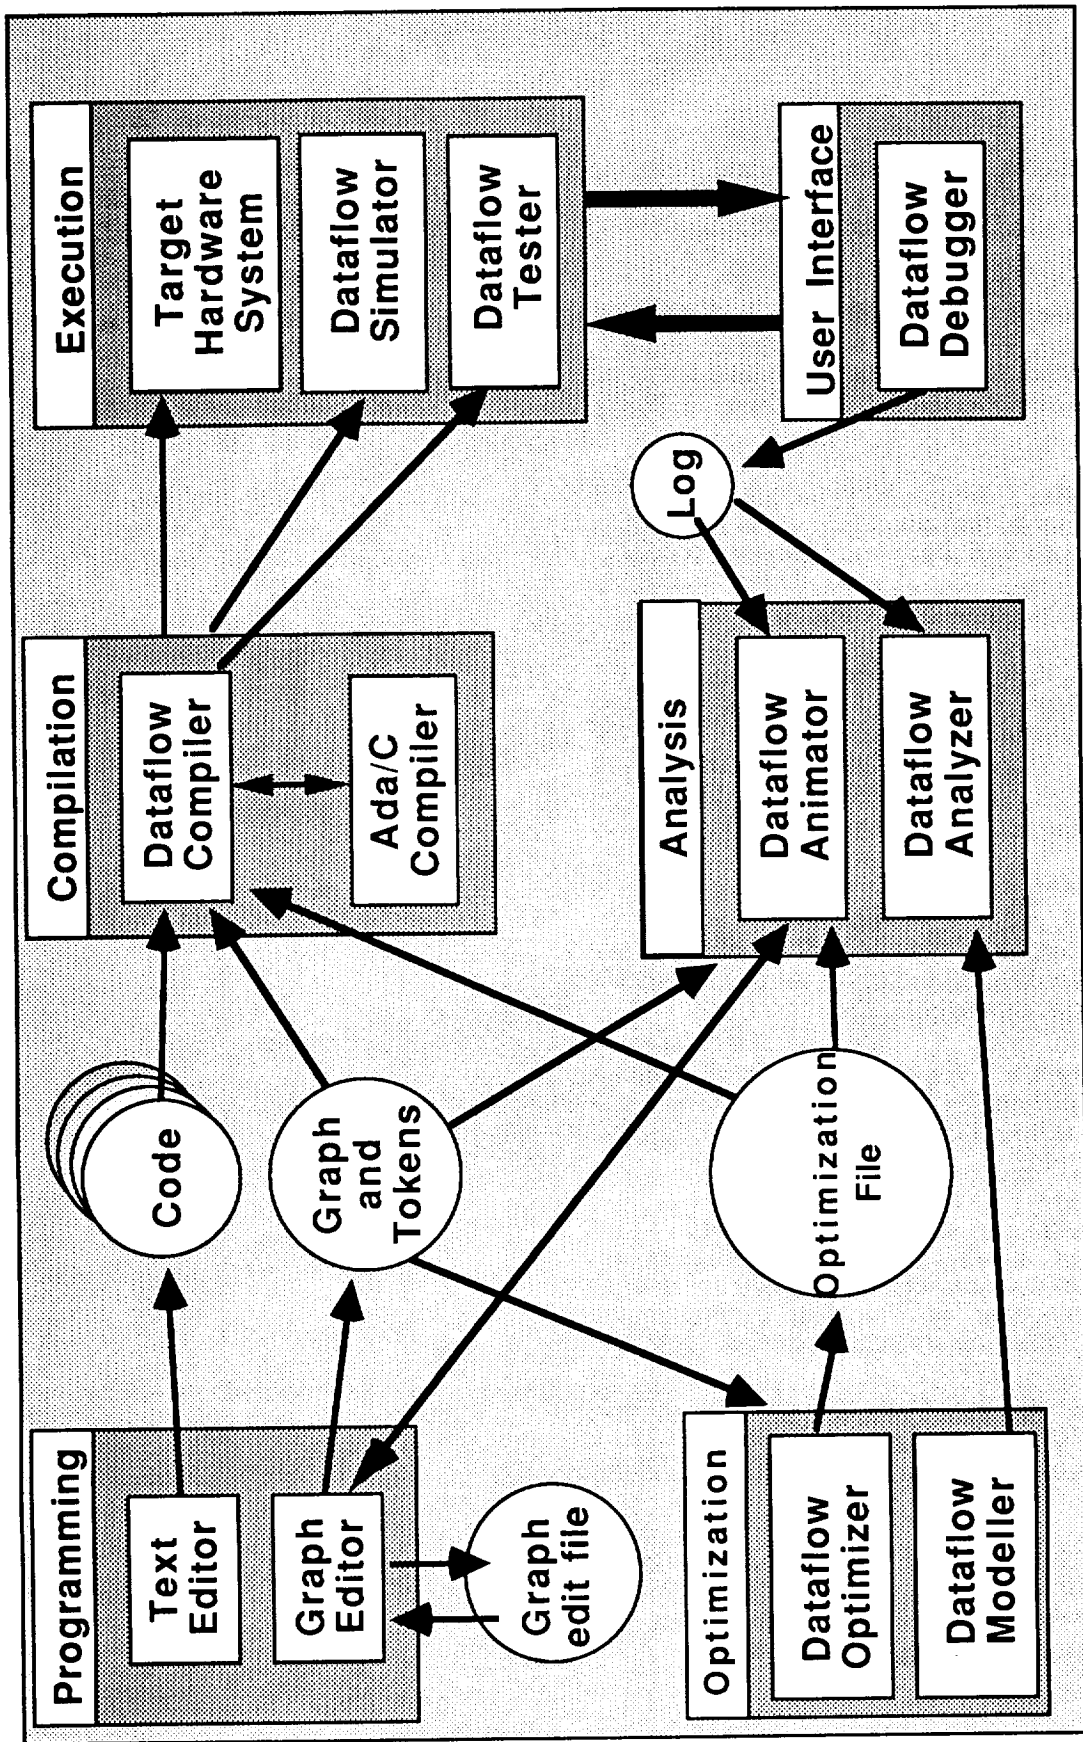 Programming
Text
Editor
Graph
Editor
Graph
edit file
Code
Graph
and
Tokens
Compilation
Dataflow
Compiler
Ada/C
Compiler
Execution
Target
Hardware
System
Dataflow
Simulator
Dataflow
Tester
Optimization
Dataflow
Optimizer
Dataflow
Modeller
Optimization
File
Analysis
Dataflow
Animator
Dataflow
Analyzer
Log
User Interface
Dataflow
Debugger